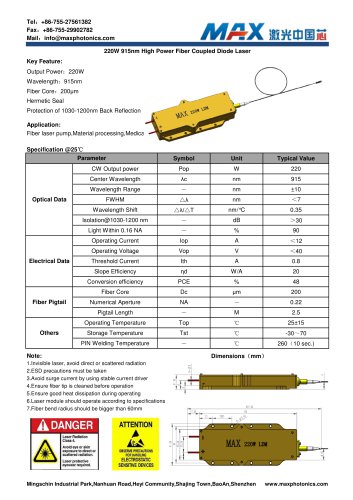 Tel：+86-755-27561382
Fax：+86-755-29902782
Mail：info@maxphotonics.com
MAX 激光中国芯
220W 915nm High Power Fiber Coupled Diode Laser
Key Feature:
Output Power：220W
Wavelength：915nm
Fiber Core：200μm
Hermetic Seal
Protection of 1030-1200nm Back Reflection
MAX 220W LDM
Application:
Fiber laser pump,Material processing,Medica
Specification @25℃
Parameter Symbol Unit Typical Value
Optical Data
CW Output power Pop W 220
Center Wavelength λc nm 915
Wavelength Range － nm ±10
FWHM △λ nm ＜7
Wavelength Shift △λ/△T nm/℃ 0.35
Isolation@1030-1200 nm － dB ＞30
Light Within 0.16 NA － % 90
Electrical Data
Operating Current Iop A ＜12
Operating Voltage Vop V ＜40
Threshold Current Ith A 0.8
Slope Efficiency ηd W/A 20
Conversion efficiency PCE % 48
Fiber Pigtail
Fiber Core Dc μm 200
Numerical Aperture NA － 0.22
Pigtail Length － M 2.5
Others
Operating Temperature Top ℃ 25±15
Storage Temperature Tst ℃ -30～70
PIN Welding Temperature － ℃ 260（10 sec.）
Note:
1.Invisible laser, avoid direct or scattered radiation
2.ESD precautions must be taken
3.Avoid surge current by using stable current driver
4.Ensure fiber tip is cleaned before operation
5.Ensure good heat dissipation during operating
6.Laser module should operate according to specifications
7.Fiber bend radius should be bigger than 60mm
Dimensions（mm）
MAX 220W LDM
DANGER
Laser Radiation
Class 4.
Avoid eye or skin
exposure to direct or
scattered radiation.
Laser protective
eyewear required.
ATTENTION
OBSERVE PRECAUTIONS
FOR HANDLING
ELECTROSTATIC
SENSITIVE
DEVICES
Mingschin Industrial Park,Nanhuan Road,Heyi Community,Shajing Town,BaoAn,Shenzhen www.maxphotonics.com